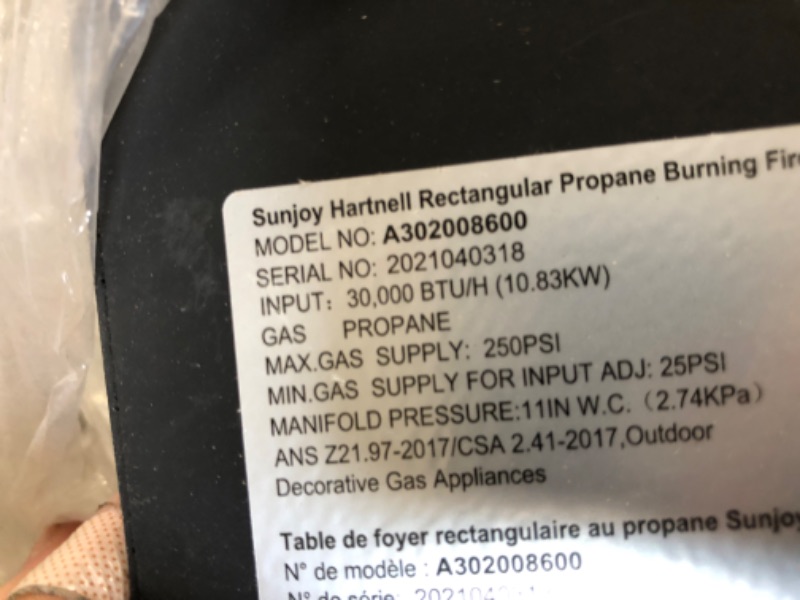 Sunjoy Hartnell Rectangular Propane Burning
MODEL NO: A302008600
SERIAL NO: 2021040318
INPUT: 30,000 BTU/H (10.83KW)
GAS PROPANE
MAX.GAS SUPPLY: 250PSI
MIN.GAS SUPPLY FOR INPUT ADJ: 25PSI
MANIFOLD PRESSURE:11IN W.C.(2.74KPa)
ANS Z21.97-2017/CSA 2.41-2017,Outdoor
Decorative Gas Appliances
Table de foyer rectangulaire au propane Sunjoy
N° de modèle : A302008600
N° de série: